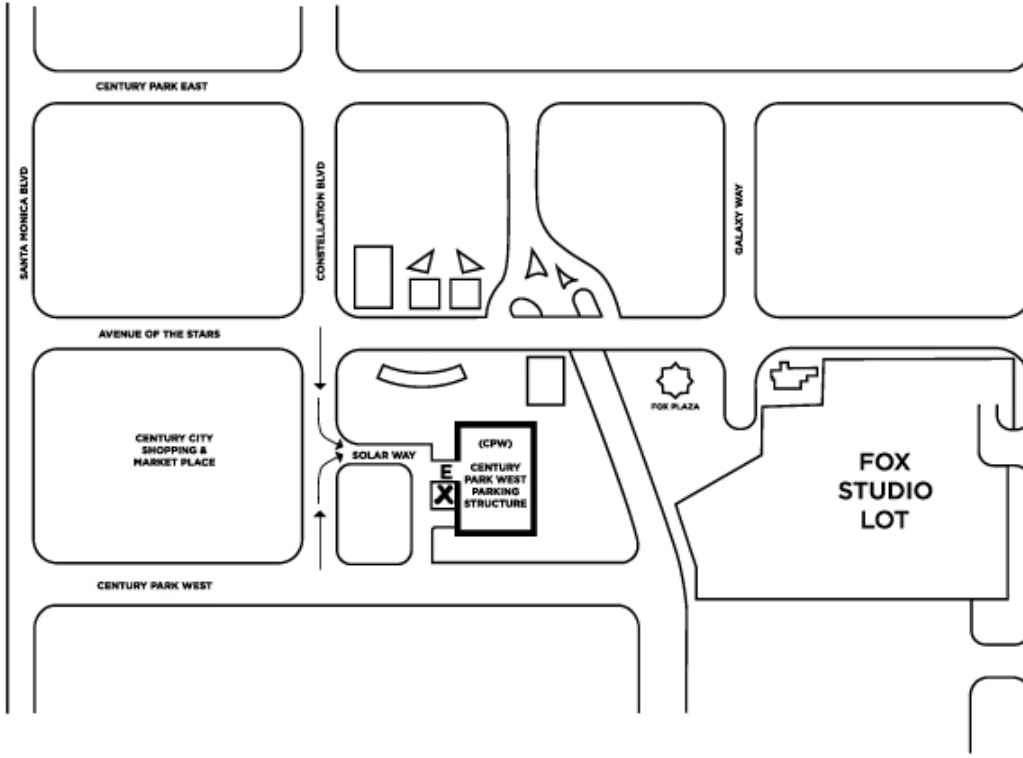 CENTURY PARK EAST
SANTA MONICA BLVD
CONSTELLATION BLVD
GALAXY WAY
AVENUE OF THE STARS
FOX PLAZA
CENTURY CITY
SHOPPING &
MARKET PLACE
SOLAR WAY
(CPW)
CENTURY
PARK WEST
PARKING
STRUCTURE
E
X
FOX
STUDIO
LOT
CENTURY PARK WEST